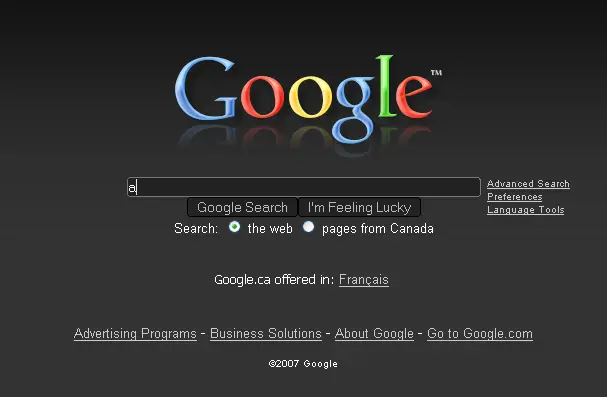 Google™
a
Advanced Search
Preferences
Language Tools
Google Search I'm Feeling Lucky
Search: the web pages from Canada
Google.ca offered in: Français
Advertising Programs - Business Solutions - About Google - Go to Google.com
©2007 Google